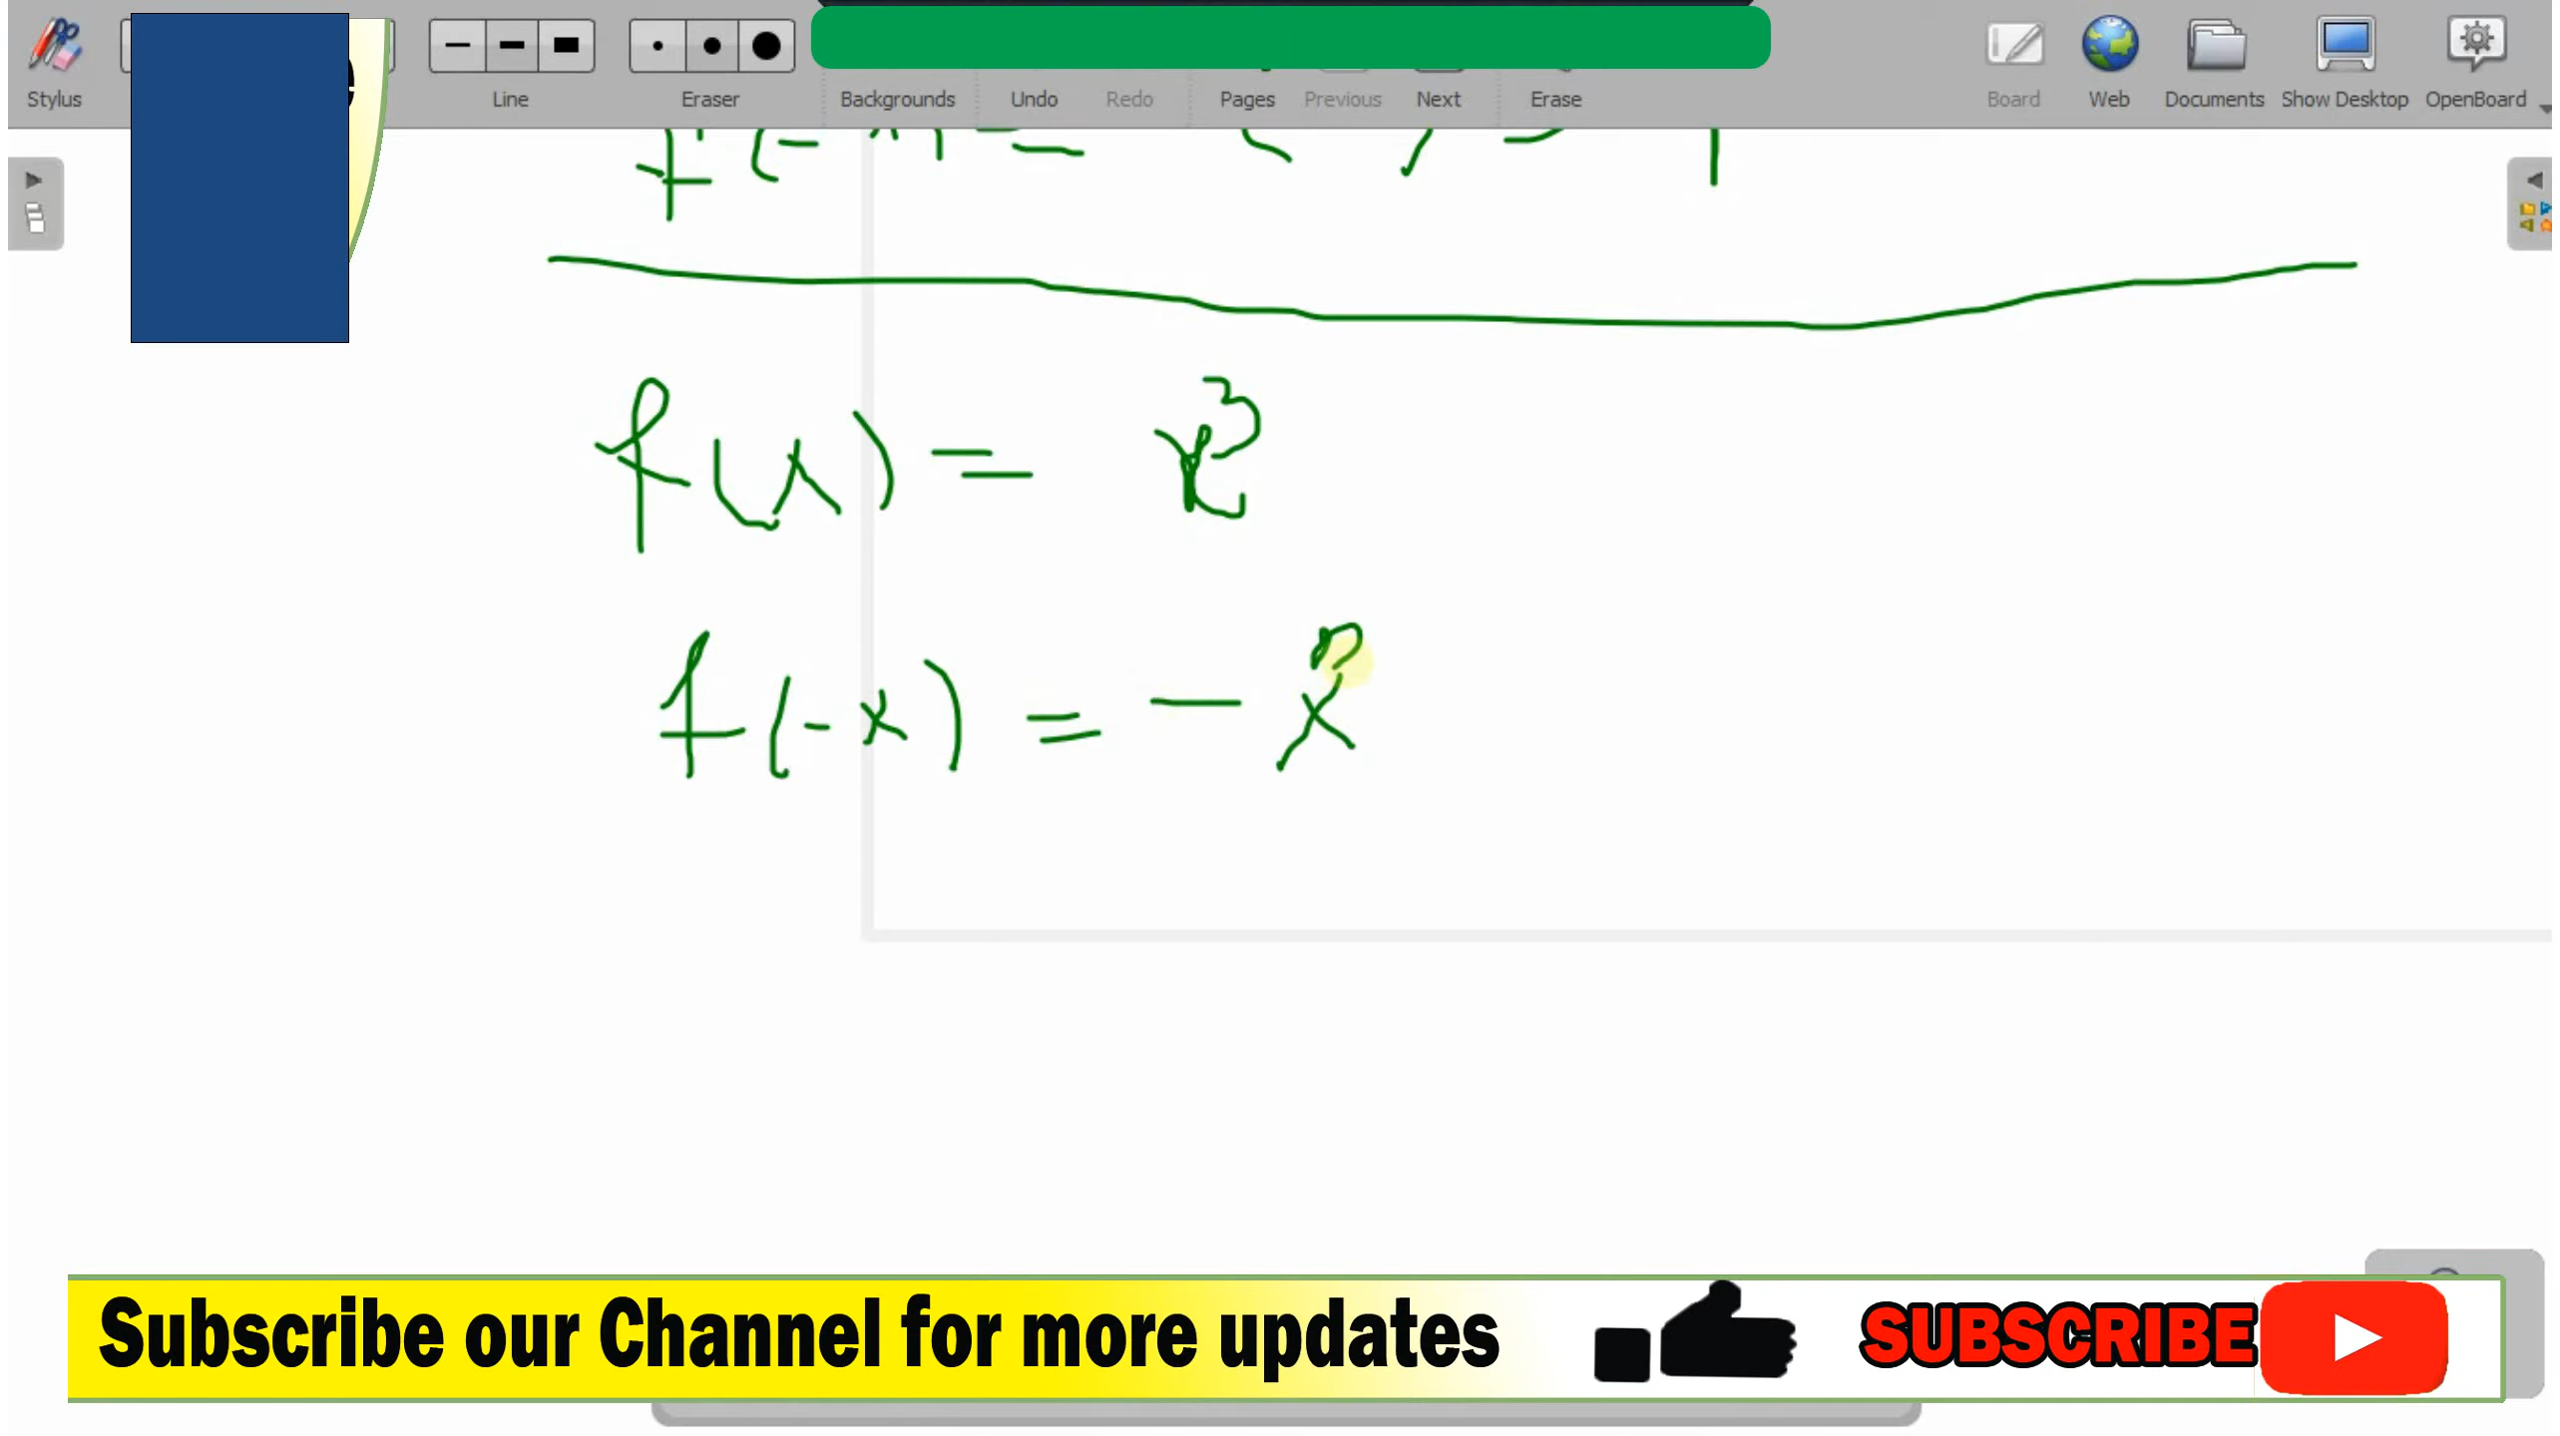 Stylus Line Eraser Backgrounds Undo Redo Pages Previous Next Erase Board Web Documents Show Desktop OpenBoard
f(-x) =
f(x) = x³
f(-x) = - x
Subscribe our Channel for more updates SUBSCRIBE